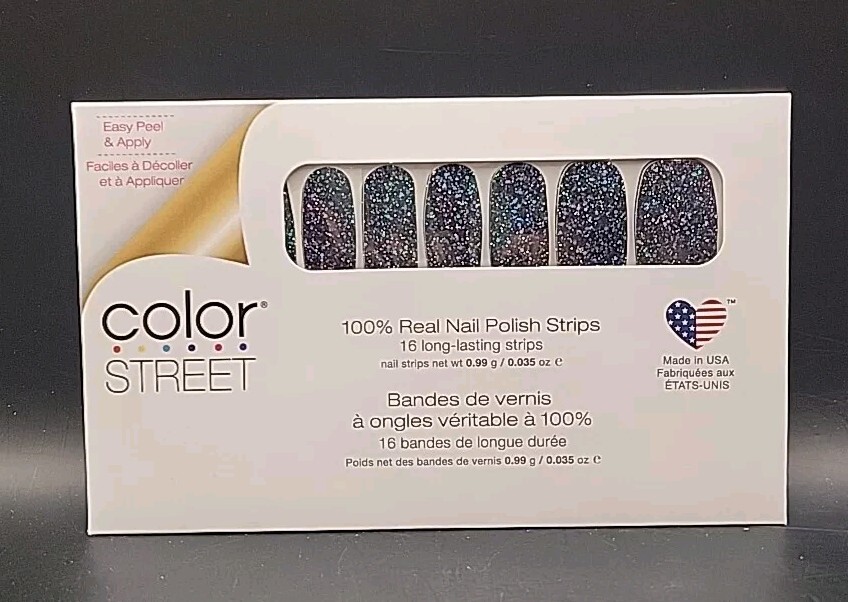 Easy Peel
& Apply
Faciles à Décoller
et à Appliquer
color®
STREET
100% Real Nail Polish Strips
16 long-lasting strips
nail strips net wt 0.99 g / 0.035 oz ℮
Bandes de vernis
à ongles véritable à 100%
16 bandes de longue durée
Poids net des bandes de vernis 0.99 g / 0.035 oz ℮
TM
Made in USA
Fabriquées aux
ÉTATS-UNIS